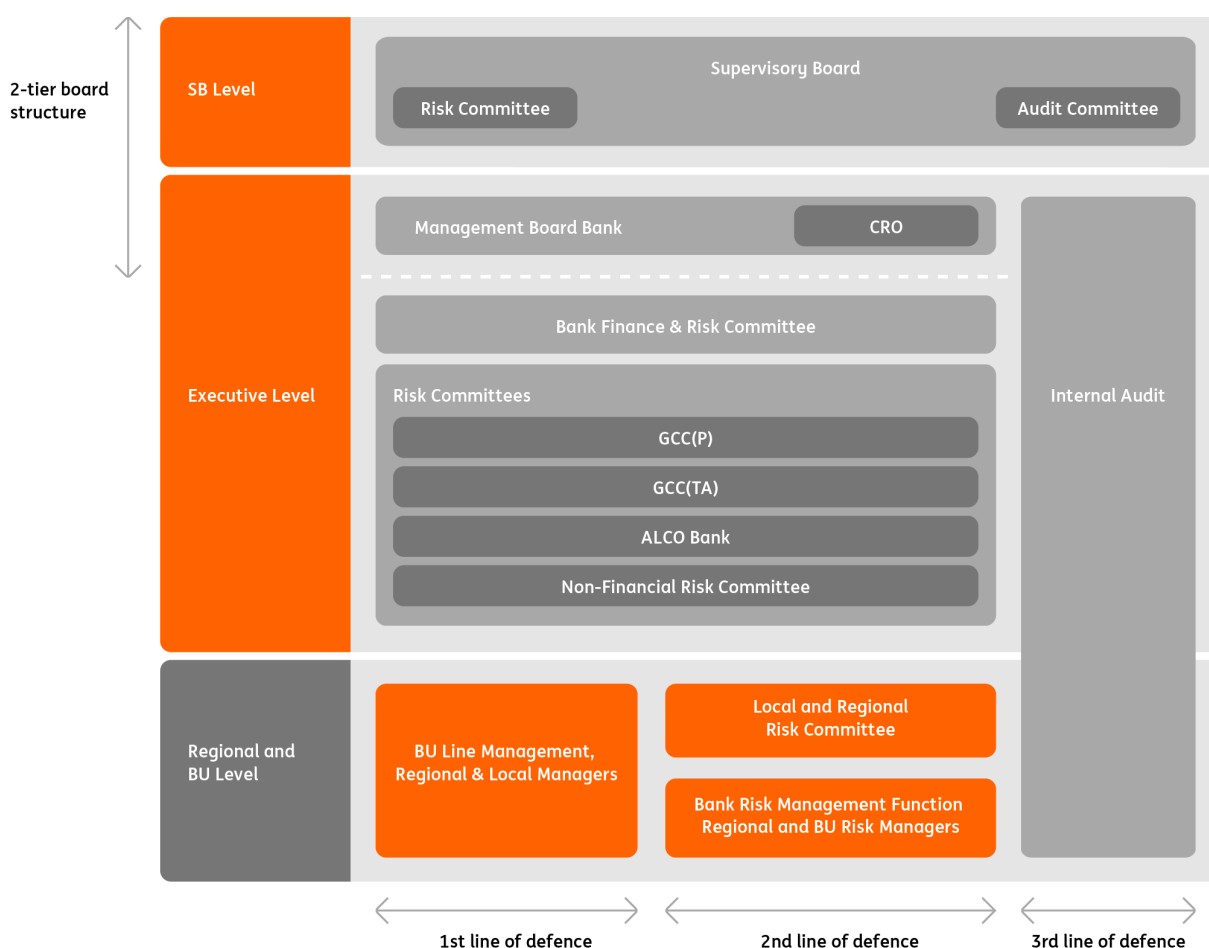 2-tier board
structure
SB Level
Supervisory Board
Risk Committee
Audit Committee
Executive Level
Management Board Bank
CRO
Bank Finance & Risk Committee
Risk Committees
GCC(P)
GCC(TA)
ALCO Bank
Non-Financial Risk Committee
Internal Audit
Regional and
BU Level
BU Line Management,
Regional & Local Managers
Local and Regional
Risk Committee
Bank Risk Management Function
Regional and BU Risk Managers
1st line of defence
2nd line of defence
3rd line of defence